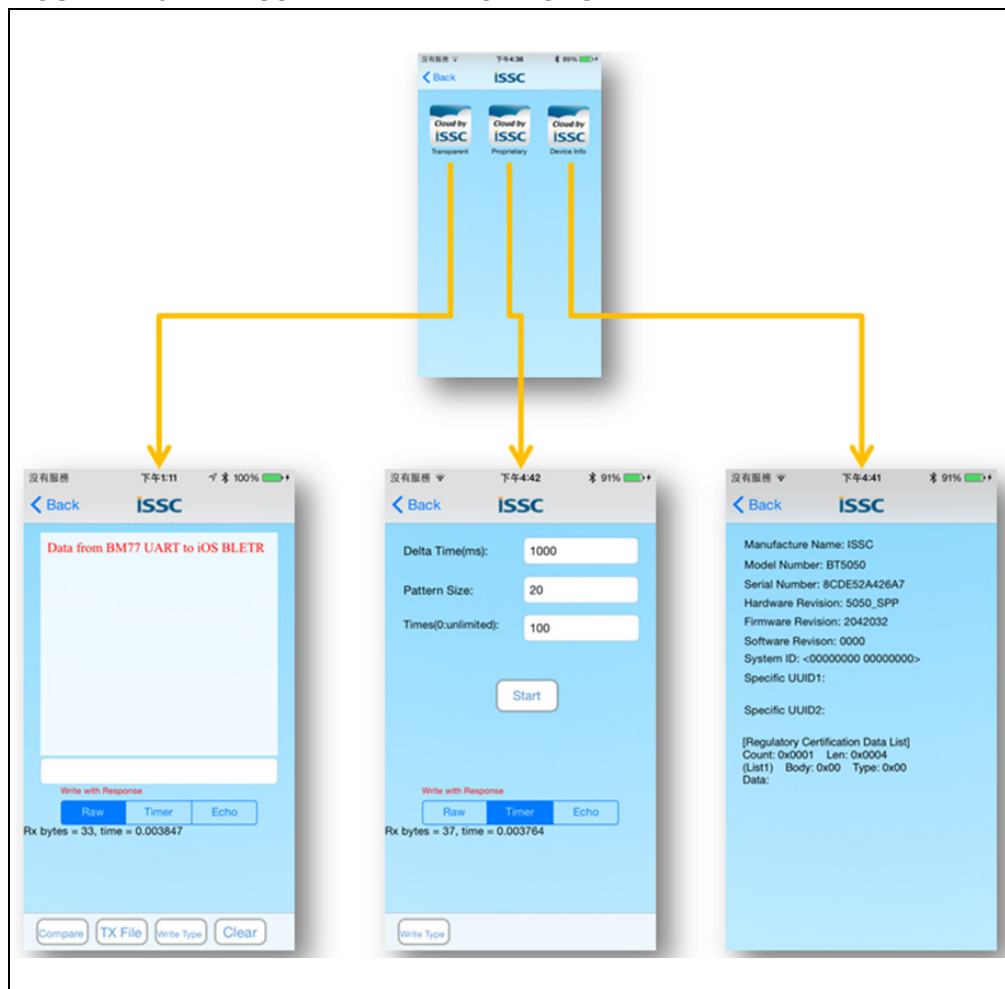 沒有服務 下午4:36 89%
Back ISSC
Cloud by ISSC Cloud by ISSC Cloud by ISSC
Transparent Proprietary Device Info
沒有服務 下午1:11 100%
Back ISSC
Data from BM77 UART to iOS BLETR
Write with Response
Raw Timer Echo
Rx bytes = 33, time = 0.003847
Compare TX File Write Type Clear
沒有服務 下午4:42 91%
Back ISSC
Delta Time(ms): 1000
Pattern Size: 20
Times(0:unlimited): 100
Start
Write with Response
Raw Timer Echo
Rx bytes = 37, time = 0.003764
Write Type
沒有服務 下午4:41 91%
Back ISSC
Manufacture Name: ISSC
Model Number: BT5050
Serial Number: 8CDE52A426A7
Hardware Revision: 5050_SPP
Firmware Revision: 2042032
Software Revison: 0000
System ID: <00000000 00000000>
Specific UUID1:
Specific UUID2:
[Regulatory Certification Data List]
Count: 0x0001 Len: 0x0004
(List1) Body: 0x00 Type: 0x00
Data: